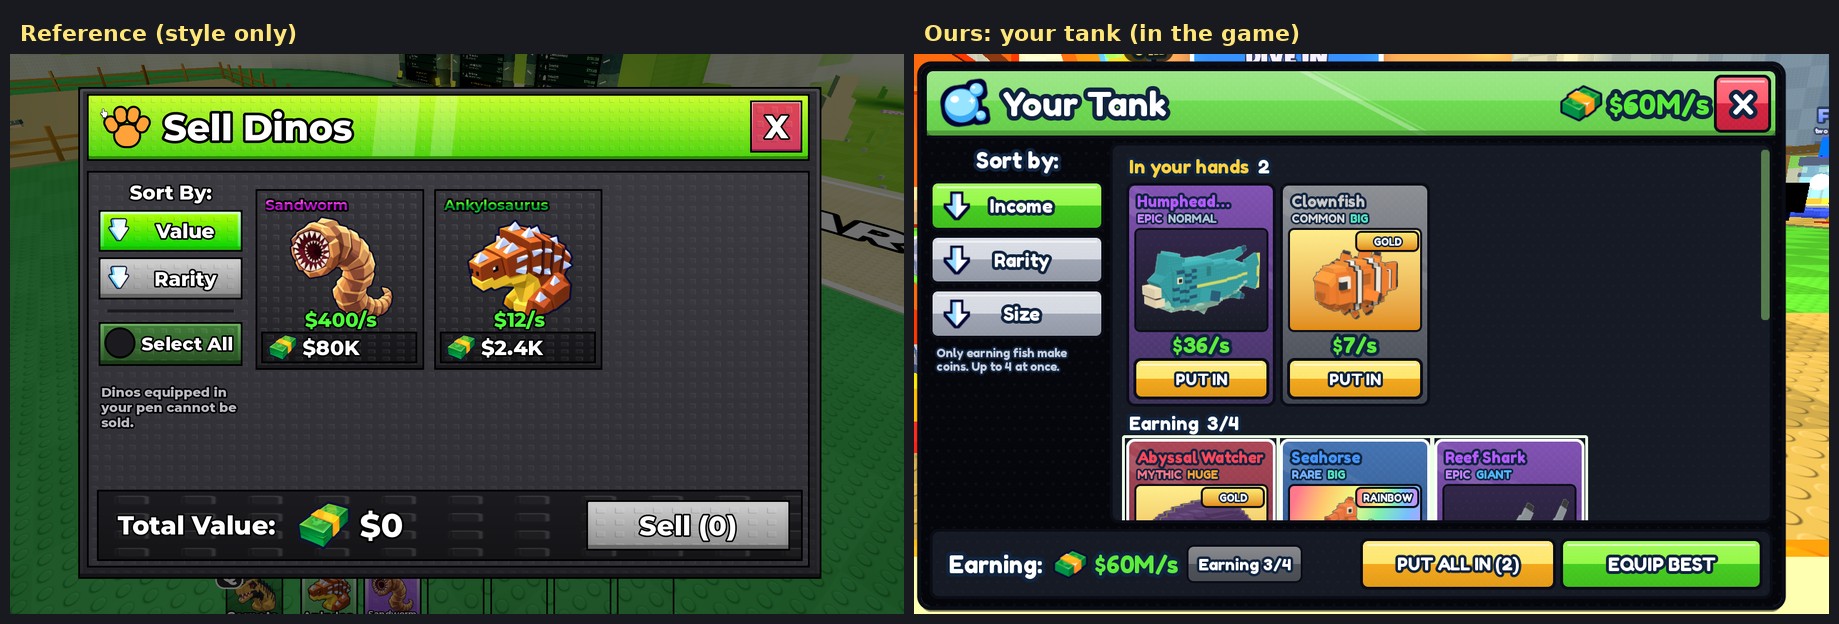 Reference (style only)
Sell Dinos
X
Sort By:
Value
Rarity
Select All
Dinos equipped in
your pen cannot be
sold.
Sandworm
$400/s
$80K
Ankylosaurus
$12/s
$2.4K
Total Value:
$0
Sell (0)
Sandworm
Ours: your tank (in the game)
DIVE IN
Your Tank
$60M/s
X
Sort by:
Income
Rarity
Size
Only earning fish make
coins. Up to 4 at once.
In your hands 2
Humphead...
EPIC NORMAL
$36/s
PUT IN
Clownfish
COMMON BIG
GOLD
$7/s
PUT IN
Earning 3/4
Abyssal Watcher
MYTHIC HUGE
GOLD
Seahorse
RARE BIG
RAINBOW
Reef Shark
EPIC GIANT
Earning:
$60M/s
Earning 3/4
PUT ALL IN (2)
EQUIP BEST